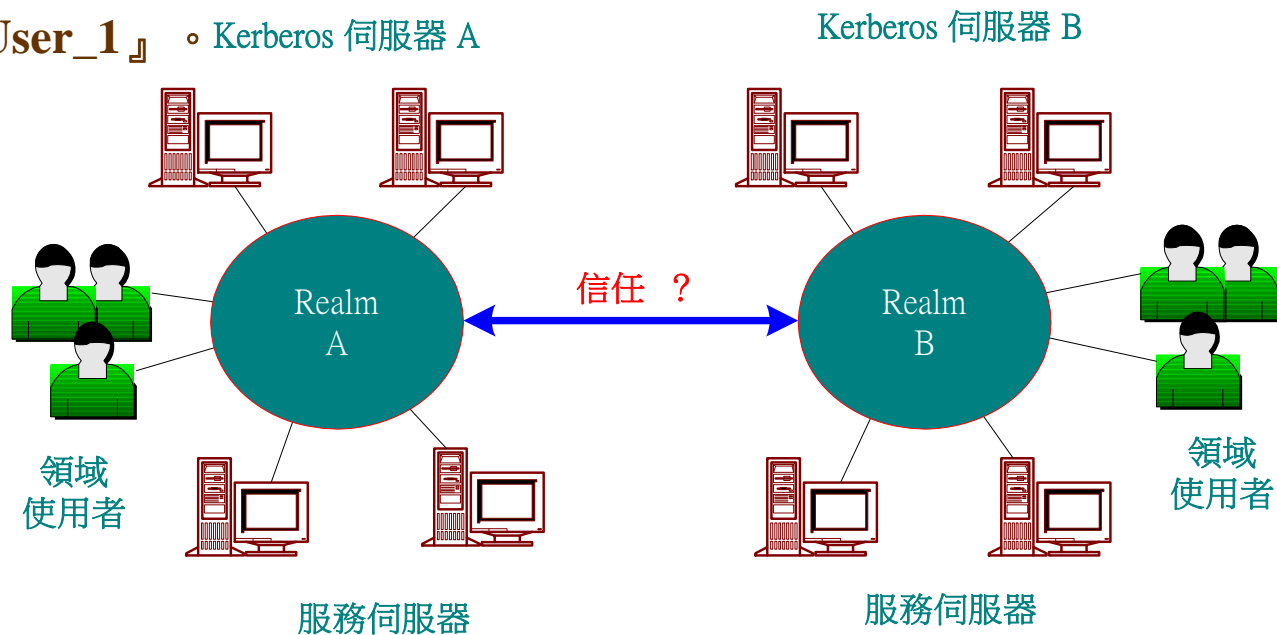 User_1』 。Kerberos 伺服器 A
Kerberos 伺服器 B
信任 ？
Realm
A
Realm
B
領域
使用者
領域
使用者
服務伺服器
服務伺服器